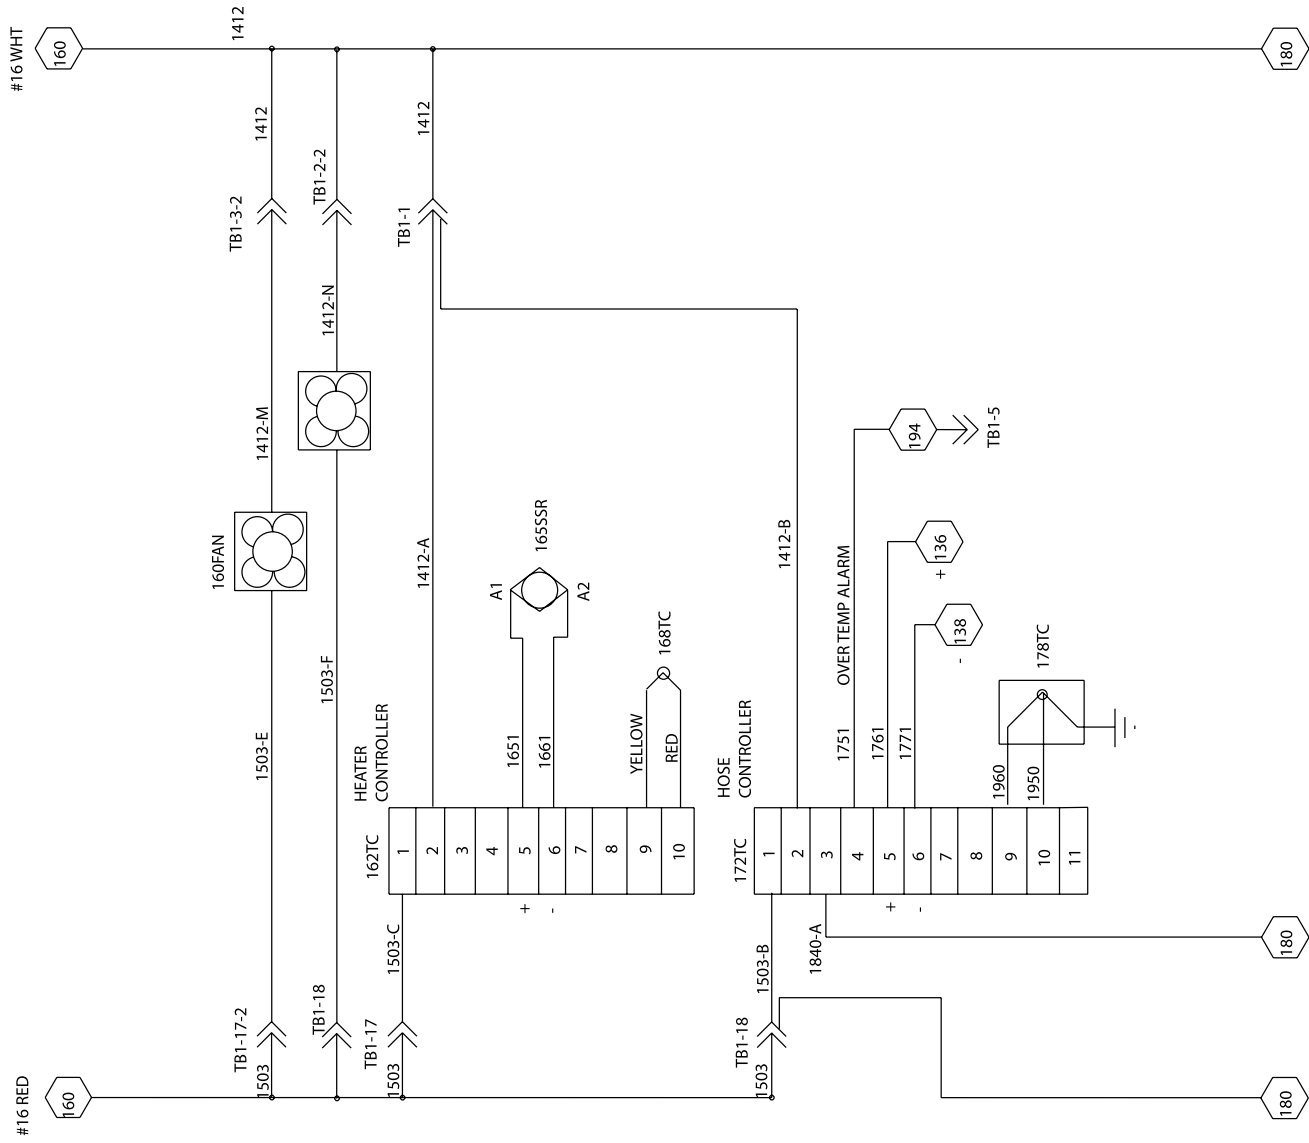 #16 RED
160
1503
TB1-17-2
1503-E
160FAN
1412-M
TB1-3-2
1412
1412
160
#16 WHT
TB1-18
1503-F
1412-N
TB1-2-2
1503
TB1-17
1503-C
162TC
HEATER
CONTROLLER
1
2
3
4
5
6
7
8
9
10
+
-
1412-A
TB1-1
1412
1651
1661
A1
A2
165SSR
YELLOW
RED
168TC
1503
TB1-18
1503-B
1840-A
172TC
HOSE
CONTROLLER
1
2
3
4
5
6
7
8
9
10
11
+
-
1412-B
1751
OVER TEMP ALARM
194
TB1-5
1761
+
136
1771
-
138
1960
1950
178TC
-
180
180
180